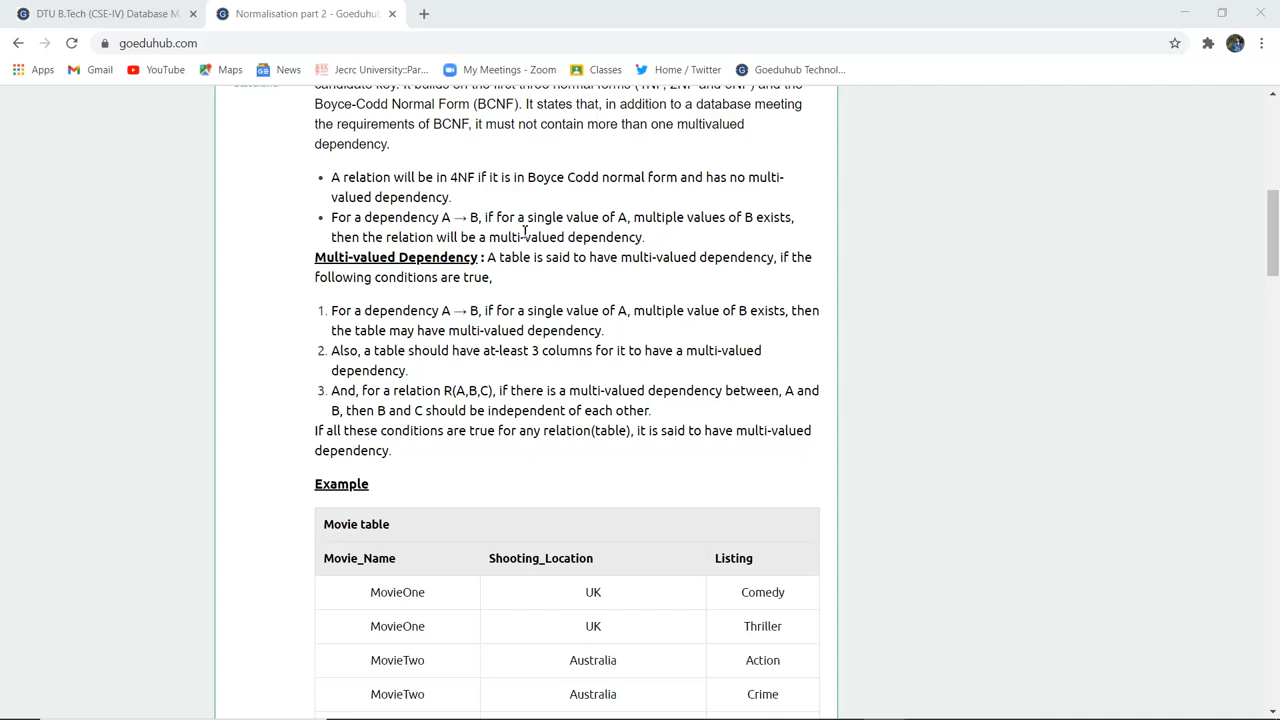 DTU B.Tech (CSE-IV) Database M
Normalisation part 2 - Goeduhub
goeduhub.com
Apps
Gmail
YouTube
Maps
News
Jecrc University::Par...
My Meetings - Zoom
Classes
Home / Twitter
Goeduhub Technol...
Boyce-Codd Normal Form (BCNF). It states that, in addition to a database meeting
the requirements of BCNF, it must not contain more than one multivalued
dependency.
• A relation will be in 4NF if it is in Boyce Codd normal form and has no multi-
valued dependency.
• For a dependency A → B, if for a single value of A, multiple values of B exists,
then the relation will be a multi-valued dependency.
Multi-valued Dependency : A table is said to have multi-valued dependency, if the
following conditions are true,
1. For a dependency A → B, if for a single value of A, multiple value of B exists, then
the table may have multi-valued dependency.
2. Also, a table should have at-least 3 columns for it to have a multi-valued
dependency.
3. And, for a relation R(A,B,C), if there is a multi-valued dependency between, A and
B, then B and C should be independent of each other.
If all these conditions are true for any relation(table), it is said to have multi-valued
dependency.
Example
Movie table
Movie_Name Shooting_Location Listing
MovieOne UK Comedy
MovieOne UK Thriller
MovieTwo Australia Action
MovieTwo Australia Crime